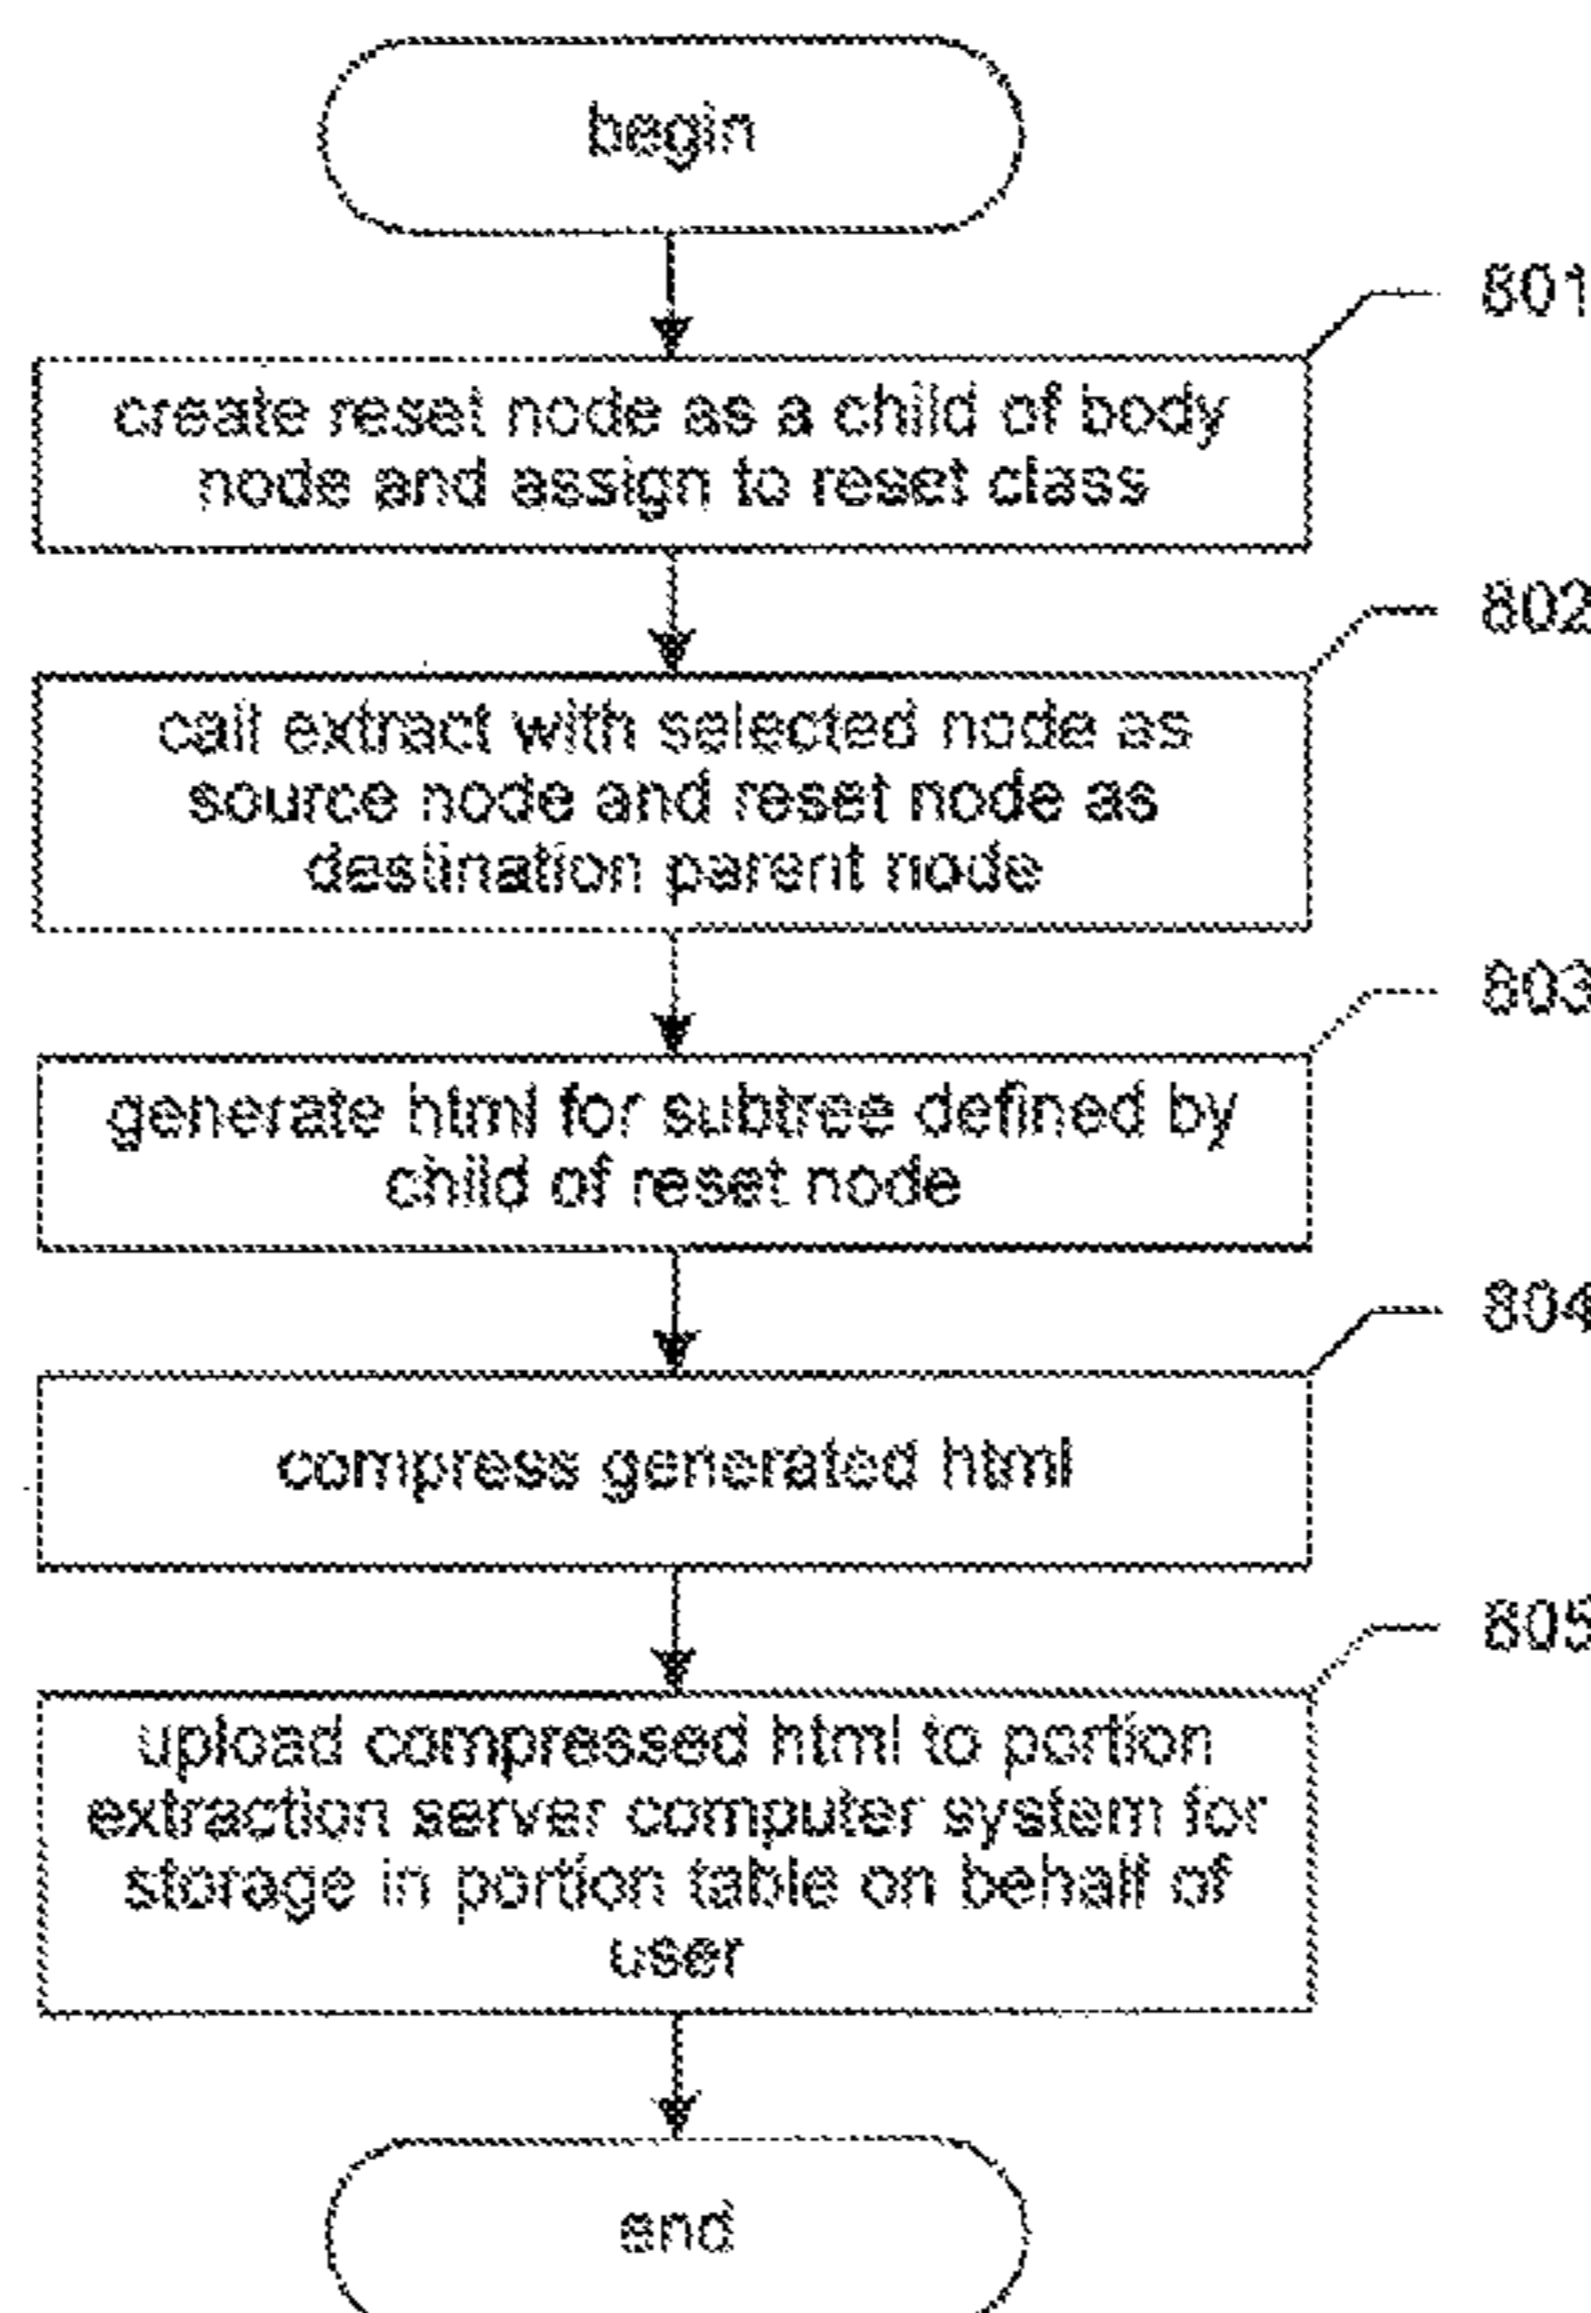 begin
801
create reset node as a child of body
node and assign to reset class
802
call extract with selected node as
source node and reset node as
destination parent node
803
generate html for subtree defined by
child of reset node
804
compress generated html
805
upload compressed html to portion
extraction server computer system for
storage in portion table on behalf of
user
end